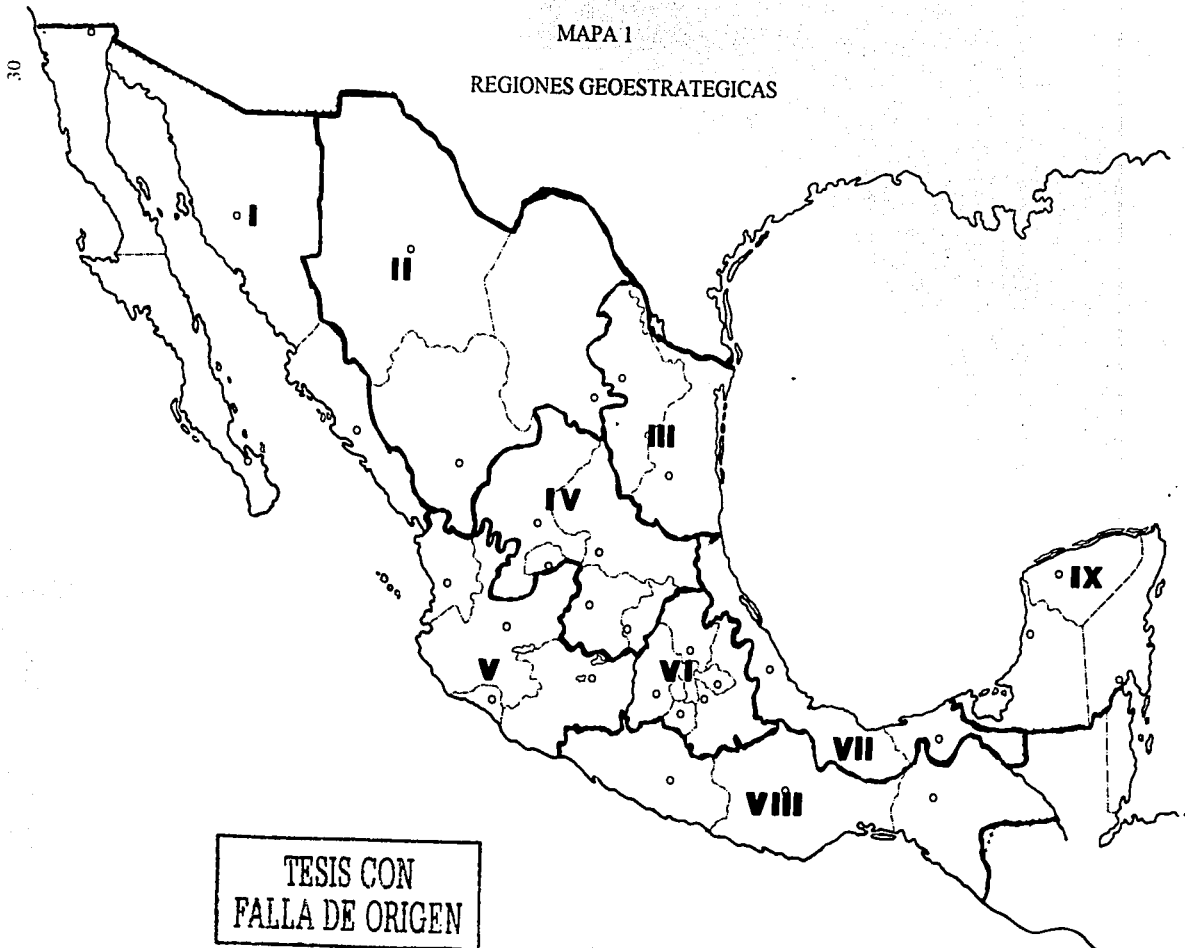 MAPA 1
30
REGIONES GEOESTRATEGICAS
I
II
III
IV
IX
V
VI
VII
VIII
TESIS CON
FALLA DE ORIGEN